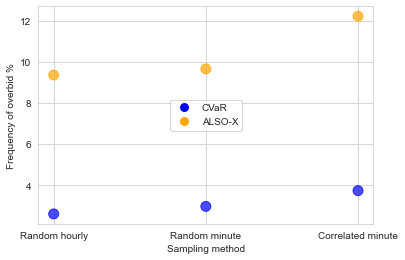 Frequency of overbid %
12
10
8
6
4
CVaR
ALSO-X
Random hourly
Random minute
Correlated minute
Sampling method